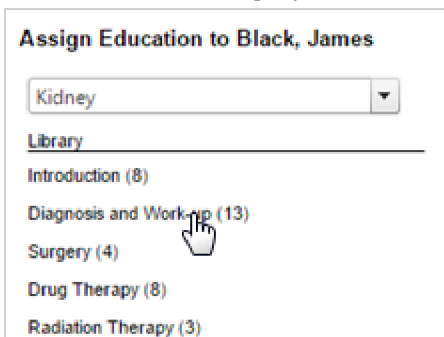 Assign Education to Black, James
Kidney
Library
Introduction (8)
Diagnosis and Work-up (13)
Surgery (4)
Drug Therapy (8)
Radiation Therapy (3)